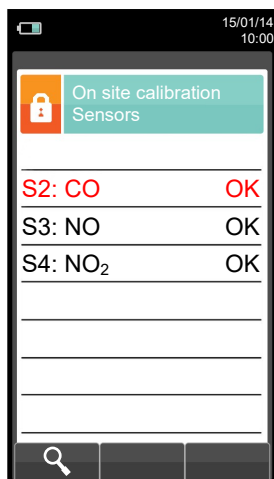 15/01/14
10:00
On site calibration
Sensors
S2: CO OK
S3: NO OK
S4: NO₂ OK